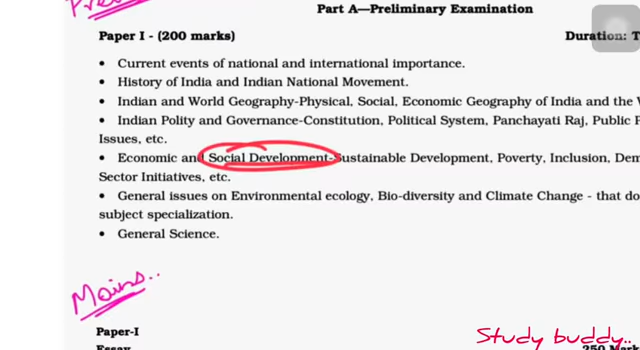 Part A—Preliminary Examination
Paper I - (200 marks) Duration: T
• Current events of national and international importance.
• History of India and Indian National Movement.
• Indian and World Geography-Physical, Social, Economic Geography of India and the
• Indian Polity and Governance-Constitution, Political System, Panchayati Raj, Public
Issues, etc.
• Economic and Social Development-Sustainable Development, Poverty, Inclusion, Dem
Sector Initiatives, etc.
• General issues on Environmental ecology, Bio-diversity and Climate Change - that do
subject specialization.
• General Science.
Mains..
Paper-I
Essay 250 Mark
Study buddy..